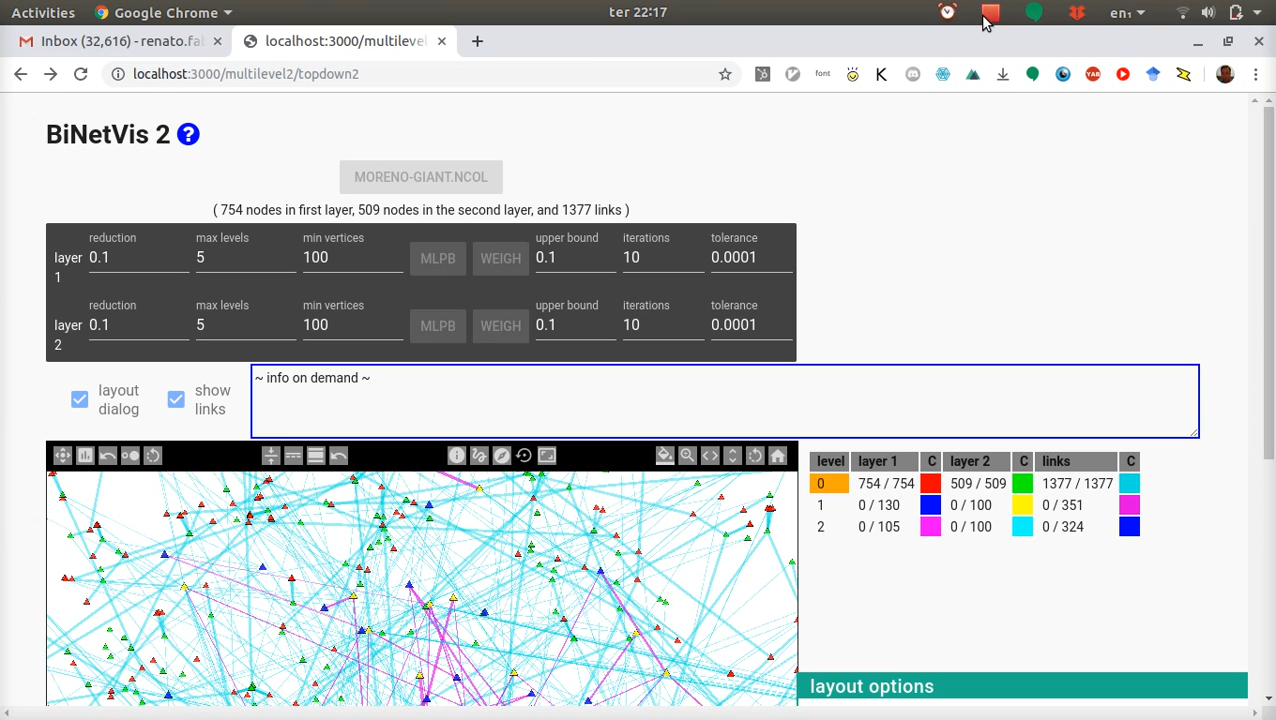 Activities Google Chrome ter 22:17 en₁
Inbox (32,616) - renato.fab localhost:3000/multilevel
localhost:3000/multilevel2/topdown2 font K YAB
BiNetVis 2 ?
MORENO-GIANT.NCOL
( 754 nodes in first layer, 509 nodes in the second layer, and 1377 links )
reduction max levels min vertices upper bound iterations tolerance
layer 1 0.1 5 100 MLPB WEIGH 0.1 10 0.0001
reduction max levels min vertices upper bound iterations tolerance
layer 2 0.1 5 100 MLPB WEIGH 0.1 10 0.0001
~ info on demand ~
layout dialog show links
level layer 1 C layer 2 C links C
0 754 / 754 509 / 509 1377 / 1377
1 0 / 130 0 / 100 0 / 351
2 0 / 105 0 / 100 0 / 324
layout options